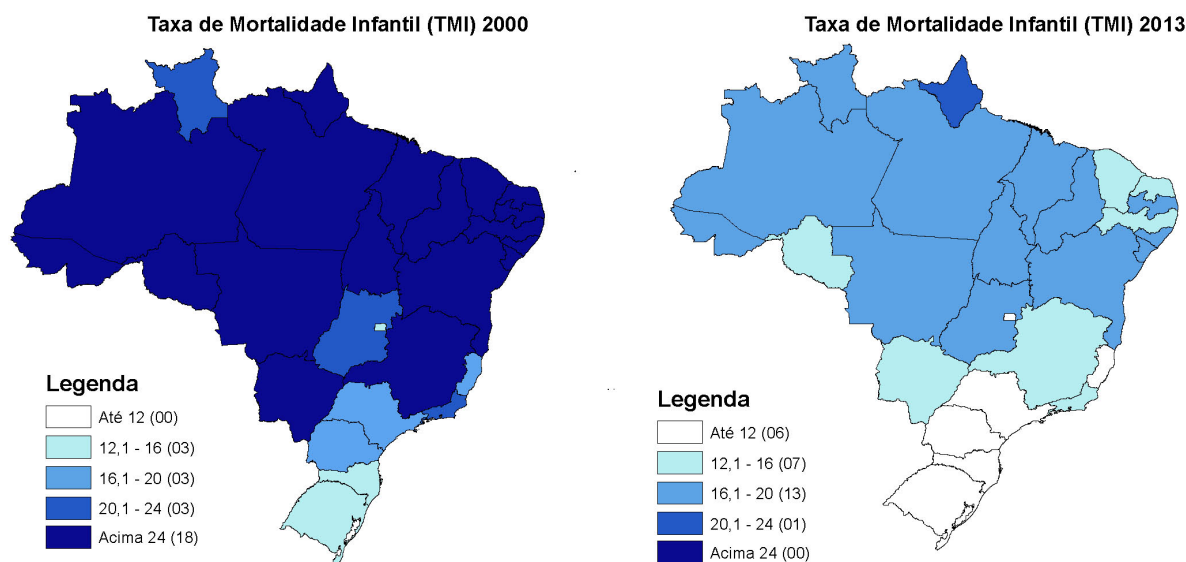 Taxa de Mortalidade Infantil (TMI) 2000
Legenda
Até 12 (00)
12,1 - 16 (03)
16,1 - 20 (03)
20,1 - 24 (03)
Acima 24 (18)
Taxa de Mortalidade Infantil (TMI) 2013
Legenda
Até 12 (06)
12,1 - 16 (07)
16,1 - 20 (13)
20,1 - 24 (01)
Acima 24 (00)